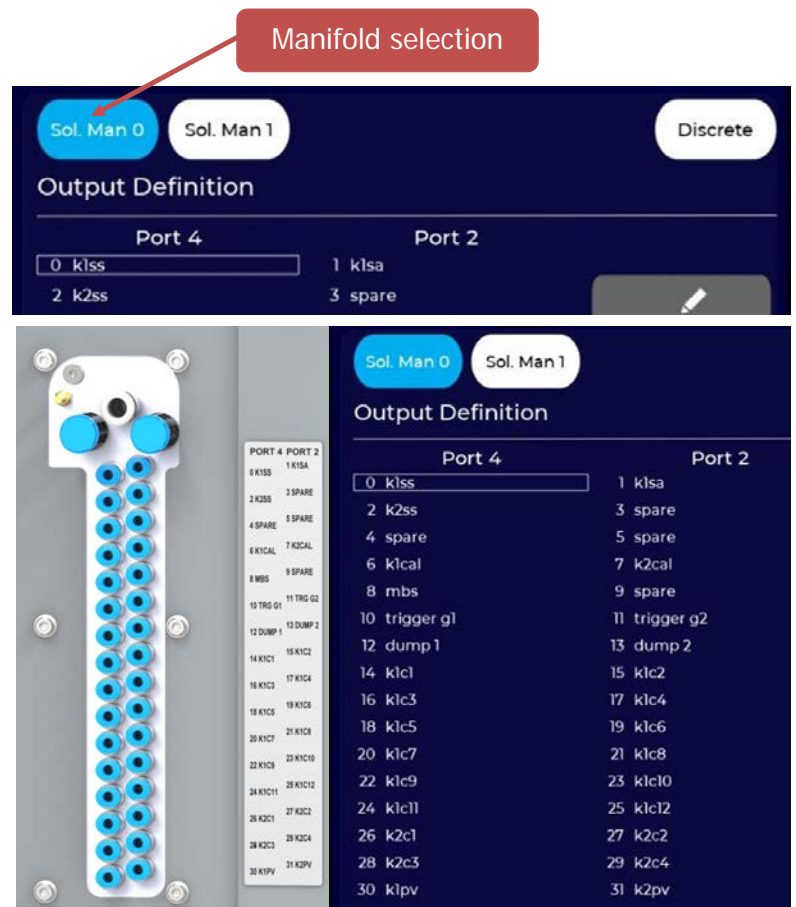 Manifold selection
Sol. Man 0 Sol. Man 1 Discrete
Output Definition
Port 4 Port 2
0 k1ss 1 k1sa
2 k2ss 3 spare
PORT 4 PORT 2
0 K1SS 1 K1SA
2 K2SS 3 SPARE
4 SPARE 5 SPARE
6 K1CAL 7 K2CAL
8 MBS 9 SPARE
10 TRG G1 11 TRG G2
12 DUMP 1 13 DUMP 2
14 K1C1 15 K1C2
16 K1C3 17 K1C4
18 K1C5 19 K1C6
20 K1C7 21 K1C8
22 K1C9 23 K1C10
24 K1C11 25 K1C12
26 K2C1 27 K2C2
28 K2C3 29 K2C4
30 K1PV 31 K2PV
Sol. Man 0 Sol. Man 1
Output Definition
Port 4 Port 2
0 k1ss 1 k1sa
2 k2ss 3 spare
4 spare 5 spare
6 k1cal 7 k2cal
8 mbs 9 spare
10 trigger g1 11 trigger g2
12 dump 1 13 dump 2
14 k1c1 15 k1c2
16 k1c3 17 k1c4
18 k1c5 19 k1c6
20 k1c7 21 k1c8
22 k1c9 23 k1c10
24 k1c11 25 k1c12
26 k2c1 27 k2c2
28 k2c3 29 k2c4
30 k1pv 31 k2pv